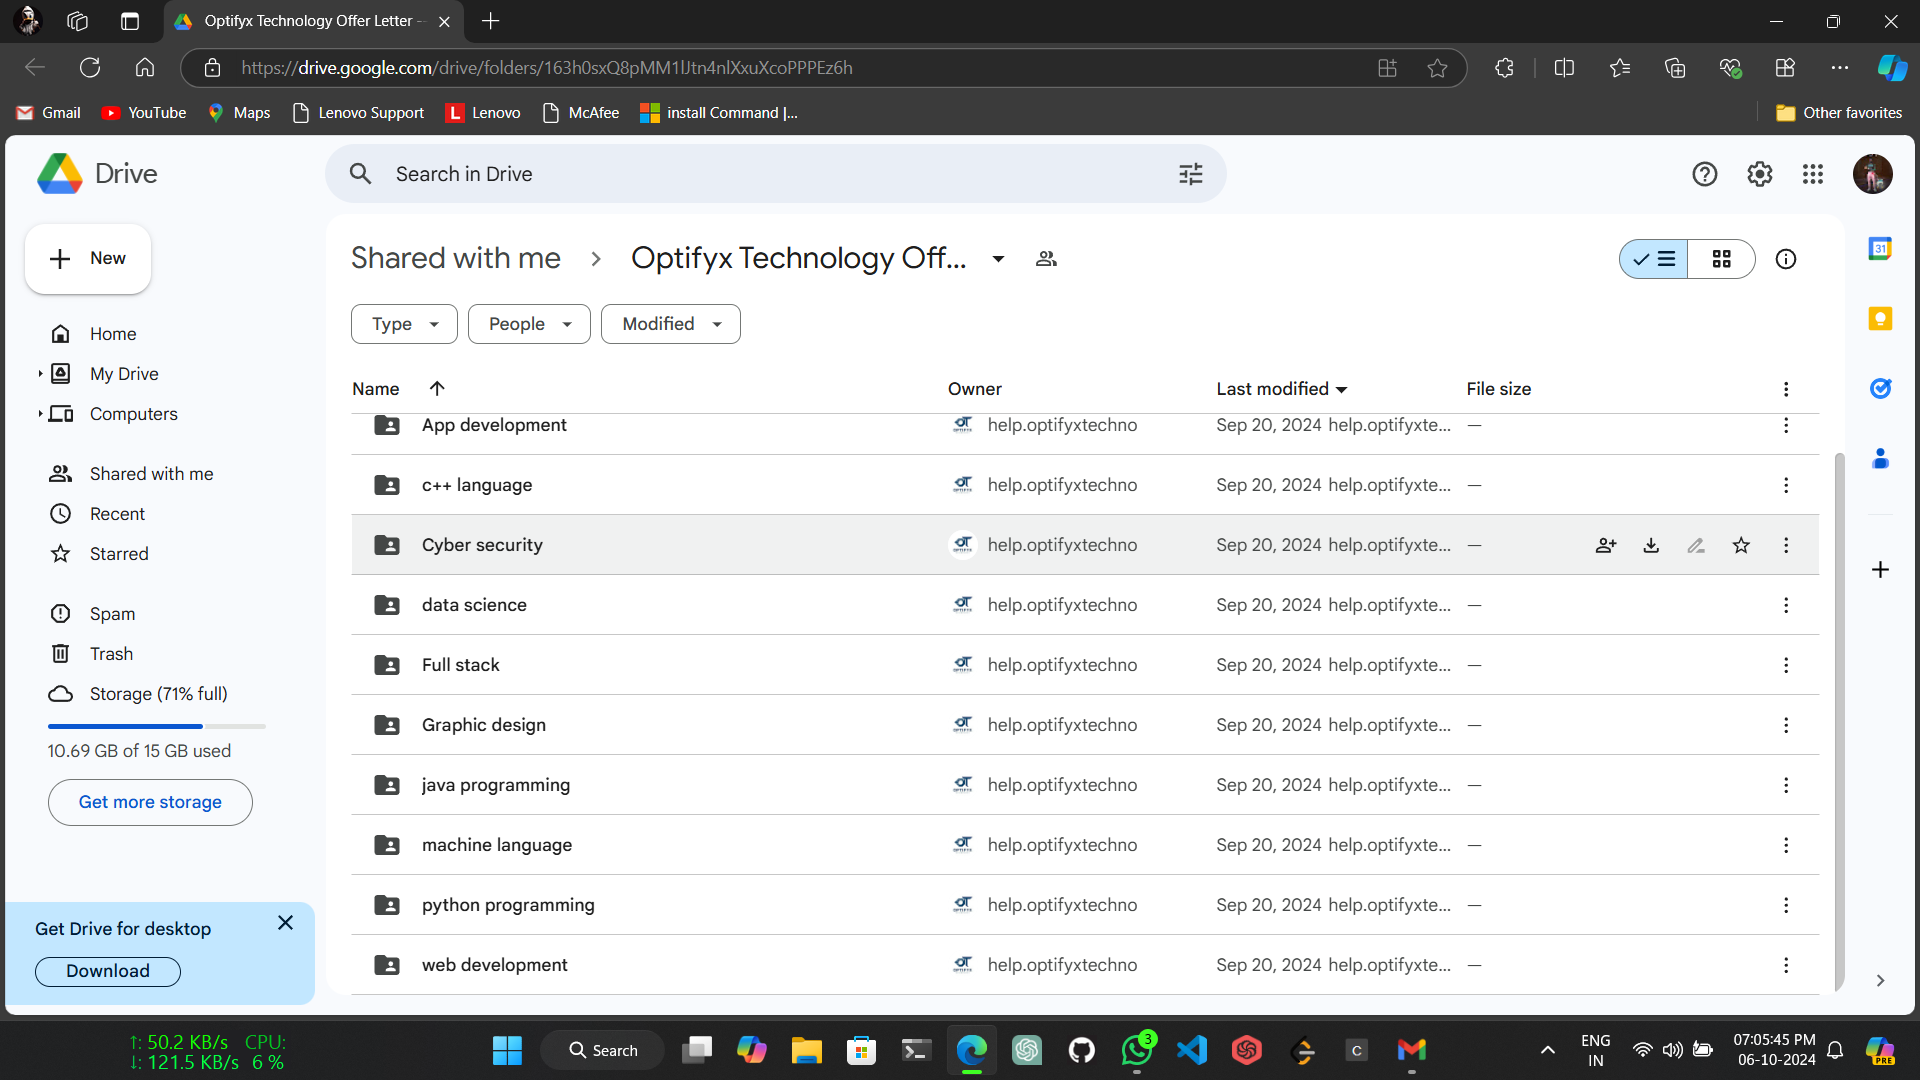 Optifyx Technology Offer Letter -
https://drive.google.com/drive/folders/163h0sxQ8pMM1lJtn4nlXxuXcoPPPEz6h
Gmail YouTube Maps Lenovo Support Lenovo McAfee install Command |... Other favorites
Drive
Search in Drive
New
Shared with me > Optifyx Technology Off...
Type People Modified
Home
My Drive
Computers
Shared with me
Recent
Starred
Spam
Trash
Storage (71% full)
10.69 GB of 15 GB used
Get more storage
Get Drive for desktop
Download
Name Owner Last modified File size
App development help.optifyxtechno Sep 20, 2024 help.optifyxte... —
c++ language help.optifyxtechno Sep 20, 2024 help.optifyxte... —
Cyber security help.optifyxtechno Sep 20, 2024 help.optifyxte... —
data science help.optifyxtechno Sep 20, 2024 help.optifyxte... —
Full stack help.optifyxtechno Sep 20, 2024 help.optifyxte... —
Graphic design help.optifyxtechno Sep 20, 2024 help.optifyxte... —
java programming help.optifyxtechno Sep 20, 2024 help.optifyxte... —
machine language help.optifyxtechno Sep 20, 2024 help.optifyxte... —
python programming help.optifyxtechno Sep 20, 2024 help.optifyxte... —
web development help.optifyxtechno Sep 20, 2024 help.optifyxte... —
31
↑: 50.2 KB/s CPU:
↓: 121.5 KB/s 6 %
Search
3
C
ENG
IN
07:05:45 PM
06-10-2024
PRE